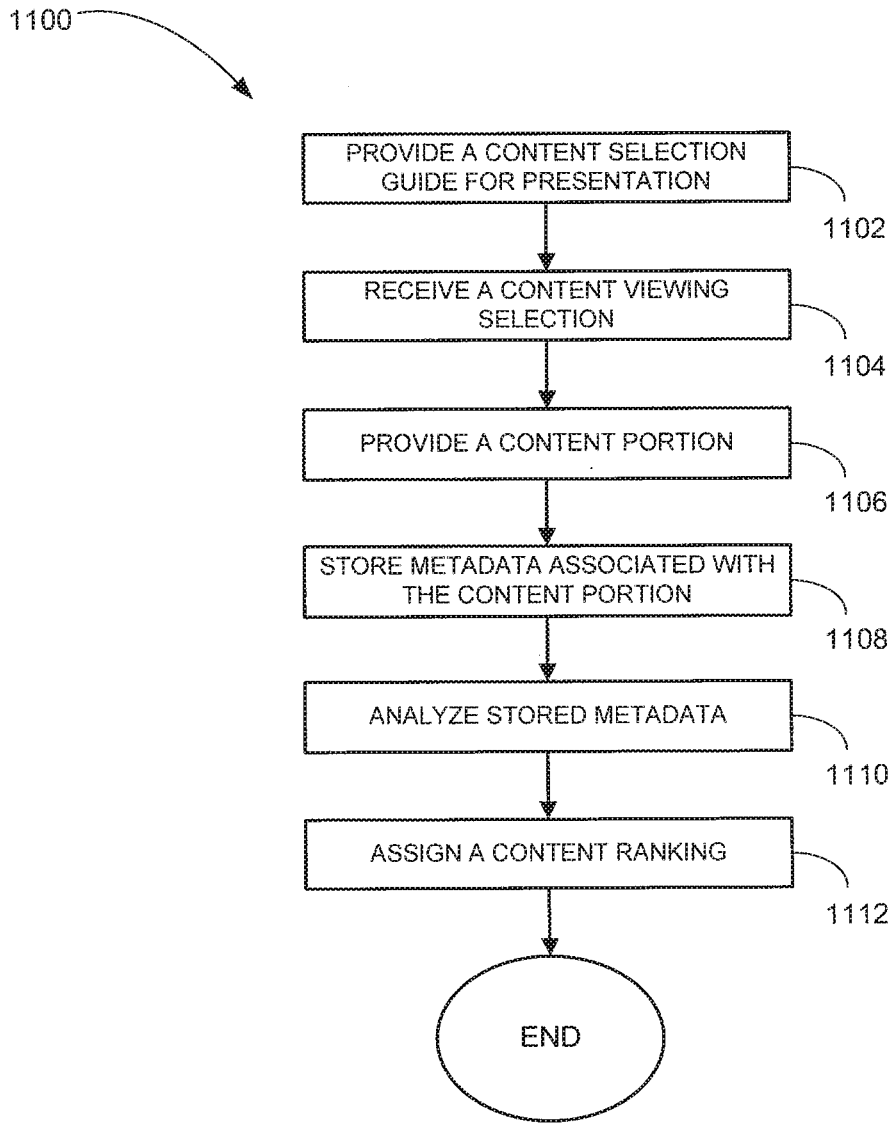 1100
PROVIDE A CONTENT SELECTION
GUIDE FOR PRESENTATION
1102
RECEIVE A CONTENT VIEWING
SELECTION
1104
PROVIDE A CONTENT PORTION
1106
STORE METADATA ASSOCIATED WITH
THE CONTENT PORTION
1108
ANALYZE STORED METADATA
1110
ASSIGN A CONTENT RANKING
1112
END